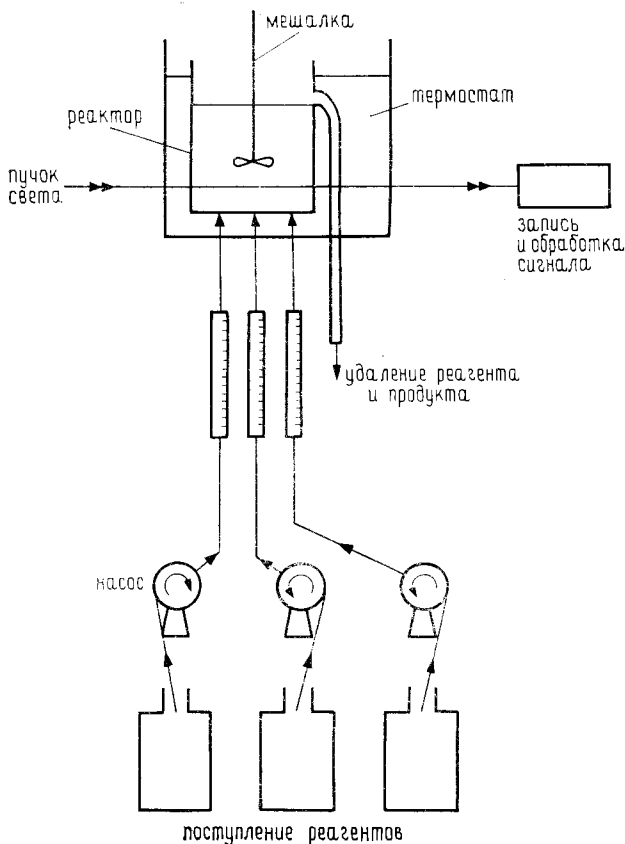 мешалка
термостат
реактор
пучок
света
запись
и обработка
сигнала
удаление реагента
и продукта
насос
поступление реагентов